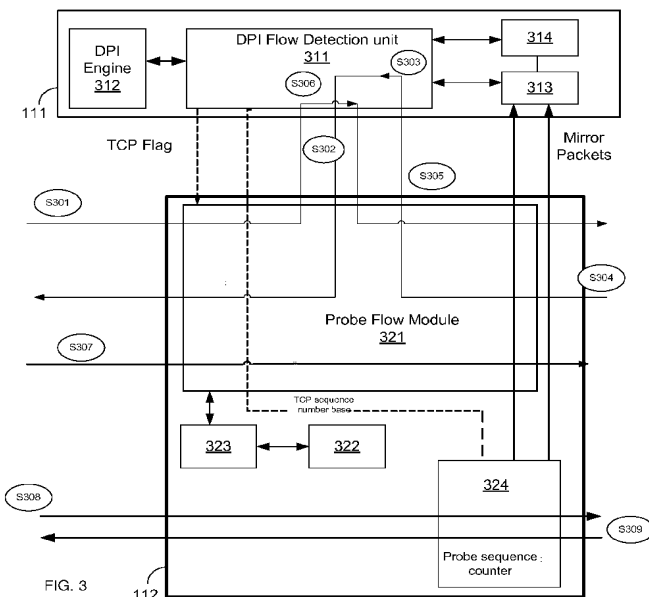 DPI Flow Detection unit
311
DPI
Engine
312
314
313
S303
S306
111
TCP Flag
S302
Mirror
Packets
S305
S301
S304
Probe Flow Module
321
S307
TCP sequence
number base
323
322
324
S308
S309
Probe sequence
counter
FIG. 3
112